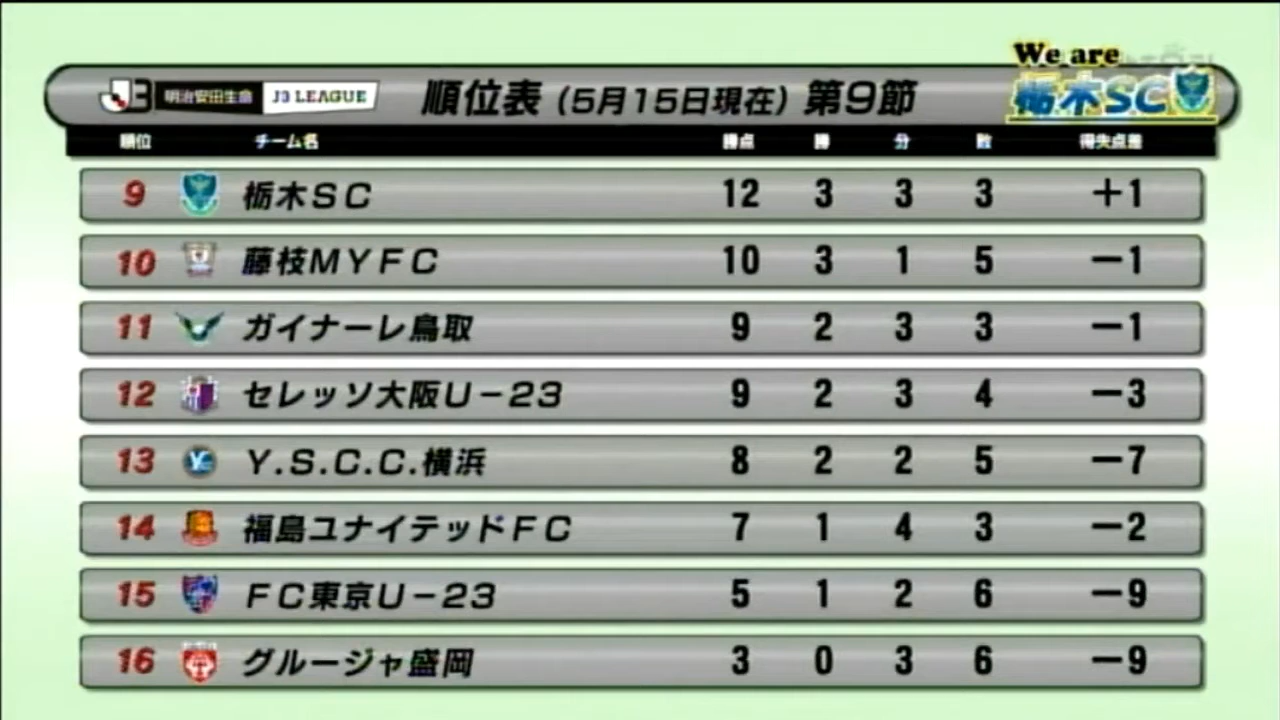 We are
栃木SC
J3 明治安田生命 J3 LEAGUE 順位表(5月15日現在)第9節
順位 チーム名 勝点 勝 分 敗 得失点差
9 栃木SC 12 3 3 3 +1
10 藤枝MYFC 10 3 1 5 -1
11 ガイナーレ鳥取 9 2 3 3 -1
12 セレッソ大阪U-23 9 2 3 4 -3
13 Y.S.C.C.横浜 8 2 2 5 -7
14 福島ユナイテッドFC 7 1 4 3 -2
15 FC東京U-23 5 1 2 6 -9
16 グルージャ盛岡 3 0 3 6 -9